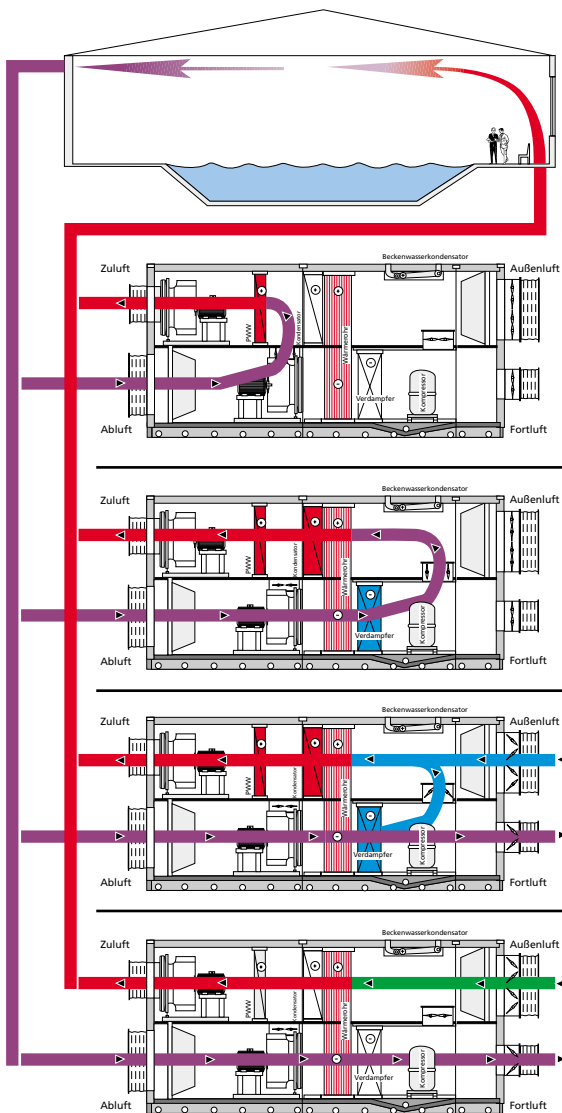 Beckenwasserkondensator
Zuluft
Außenluft
PWW
Kondensator
Wärmerohr
Verdampfer
Kompressor
Abluft
Fortluft
Beckenwasserkondensator
Zuluft
Außenluft
PWW
Kondensator
Wärmerohr
Verdampfer
Kompressor
Abluft
Fortluft
Beckenwasserkondensator
Zuluft
Außenluft
PWW
Kondensator
Wärmerohr
Verdampfer
Kompressor
Abluft
Fortluft
Beckenwasserkondensator
Zuluft
Außenluft
PWW
Kondensator
Wärmerohr
Verdampfer
Kompressor
Abluft
Fortluft